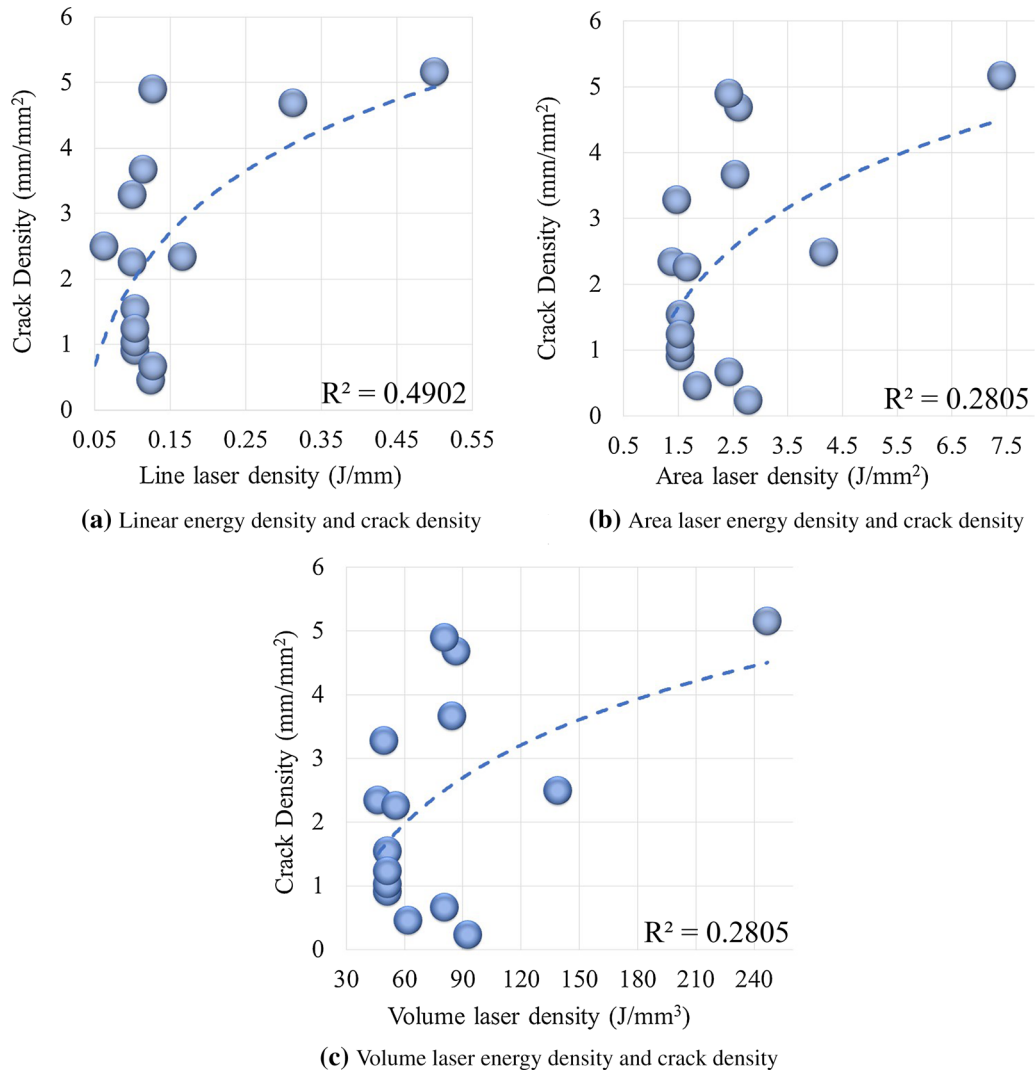 6
5
4
3
2
1
0
Crack Density (mm/mm²)
R² = 0.4902
0.05 0.15 0.25 0.35 0.45 0.55
Line laser density (J/mm)
(a) Linear energy density and crack density
6
5
4
3
2
1
0
Crack Density (mm/mm²)
R² = 0.2805
0.5 1.5 2.5 3.5 4.5 5.5 6.5 7.5
Area laser density (J/mm²)
(b) Area laser energy density and crack density
6
5
4
3
2
1
0
Crack Density (mm/mm²)
R² = 0.2805
30 60 90 120 150 180 210 240
Volume laser density (J/mm³)
(c) Volume laser energy density and crack density